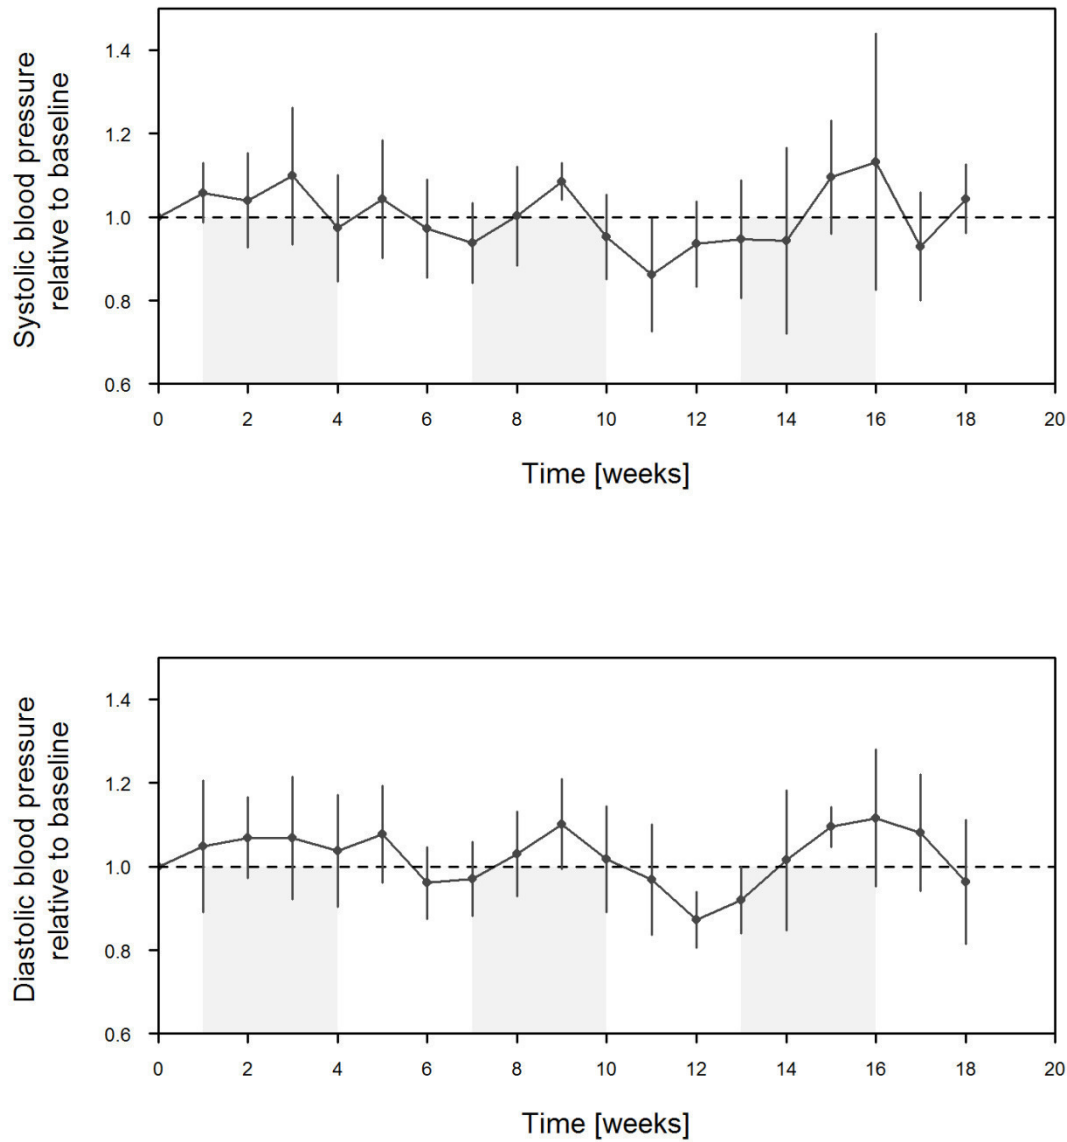 Systolic blood pressure
relative to baseline
1.4
1.2
1.0
0.8
0.6
0 2 4 6 8 10 12 14 16 18 20
Time [weeks]
Diastolic blood pressure
relative to baseline
1.4
1.2
1.0
0.8
0.6
0 2 4 6 8 10 12 14 16 18 20
Time [weeks]